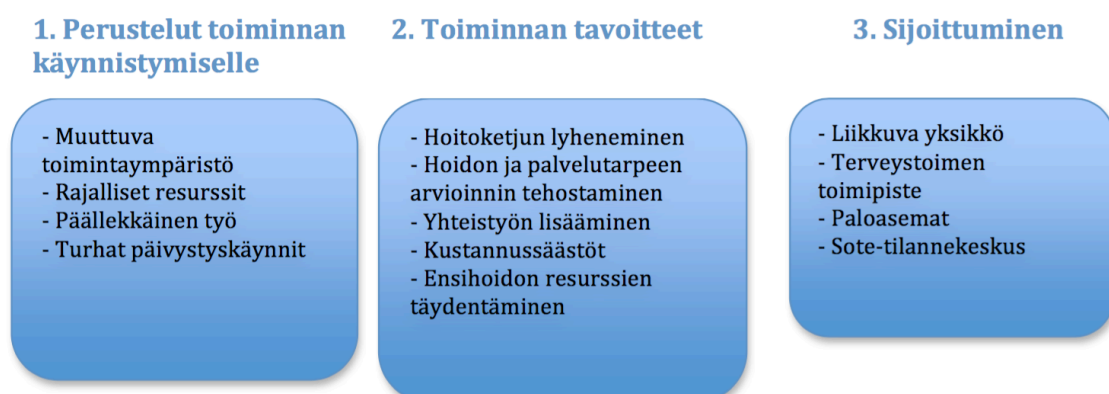 1. Perustelut toiminnan
käynnistymiselle
- Muuttuva
toimintaympäristö
- Rajalliset resurssit
- Päällekkäinen työ
- Turhat päivystyskäynnit
2. Toiminnan tavoitteet
- Hoitoketjun lyheneminen
- Hoidon ja palvelutarpeen
arvioinnin tehostaminen
- Yhteistyön lisääminen
- Kustannussäästöt
- Ensihoidon resurssien
täydentäminen
3. Sijoittuminen
- Liikkuva yksikkö
- Terveystoimen
toimipiste
- Paloasemat
- Sote-tilannekeskus